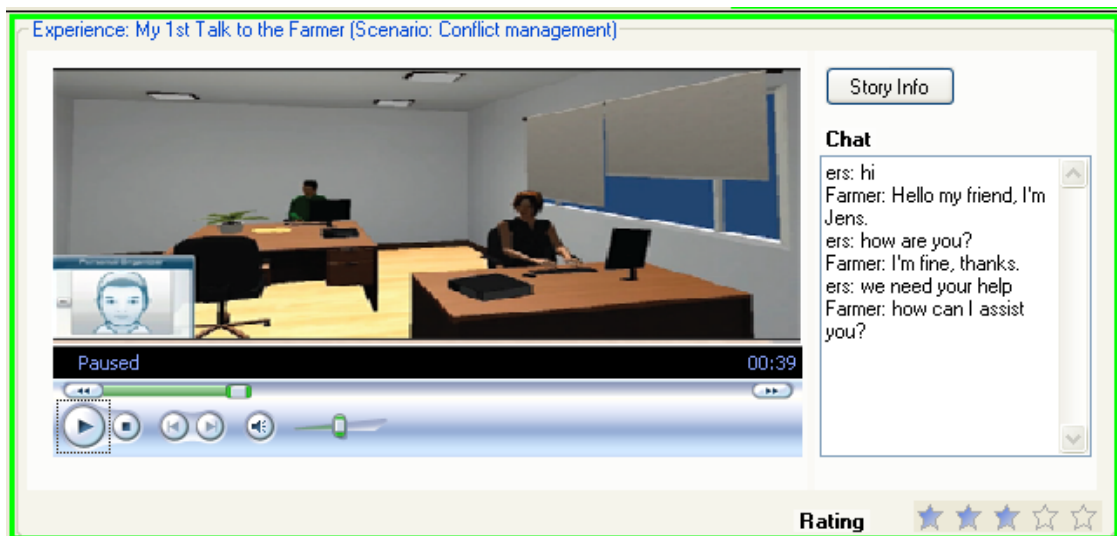 Experience: My 1st Talk to the Farmer (Scenario: Conflict management)
Story Info
Chat
ers: hi
Farmer: Hello my friend, I'm
Jens.
ers: how are you?
Farmer: I'm fine, thanks.
ers: we need your help
Farmer: how can I assist
you?
Personal Organizer
Paused
00:39
Rating